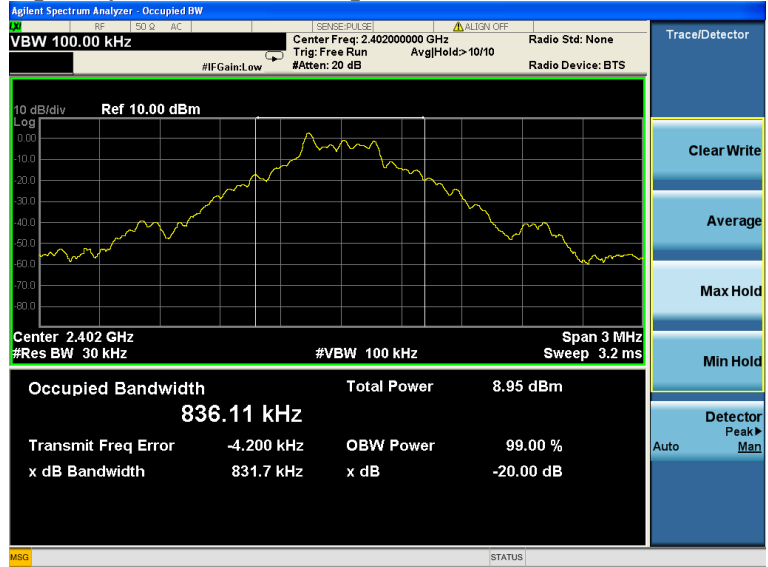 Agilent Spectrum Analyzer - Occupied BW
LXI RF 50 Ω AC SENSE:PULSE ALIGN OFF
VBW 100.00 kHz
Center Freq: 2.402000000 GHz Radio Std: None
Trig: Free Run Avg|Hold:> 10/10
#IFGain:Low #Atten: 20 dB Radio Device: BTS
10 dB/div Ref 10.00 dBm
Log
0.00
-10.0
-20.0
-30.0
-40.0
-50.0
-60.0
-70.0
-80.0
Center 2.402 GHz Span 3 MHz
#Res BW 30 kHz #VBW 100 kHz Sweep 3.2 ms
Occupied Bandwidth Total Power 8.95 dBm
836.11 kHz
Transmit Freq Error -4.200 kHz OBW Power 99.00 %
x dB Bandwidth 831.7 kHz x dB -20.00 dB
Trace/Detector
Clear Write
Average
Max Hold
Min Hold
Detector
Peak▶
Auto Man
MSG STATUS